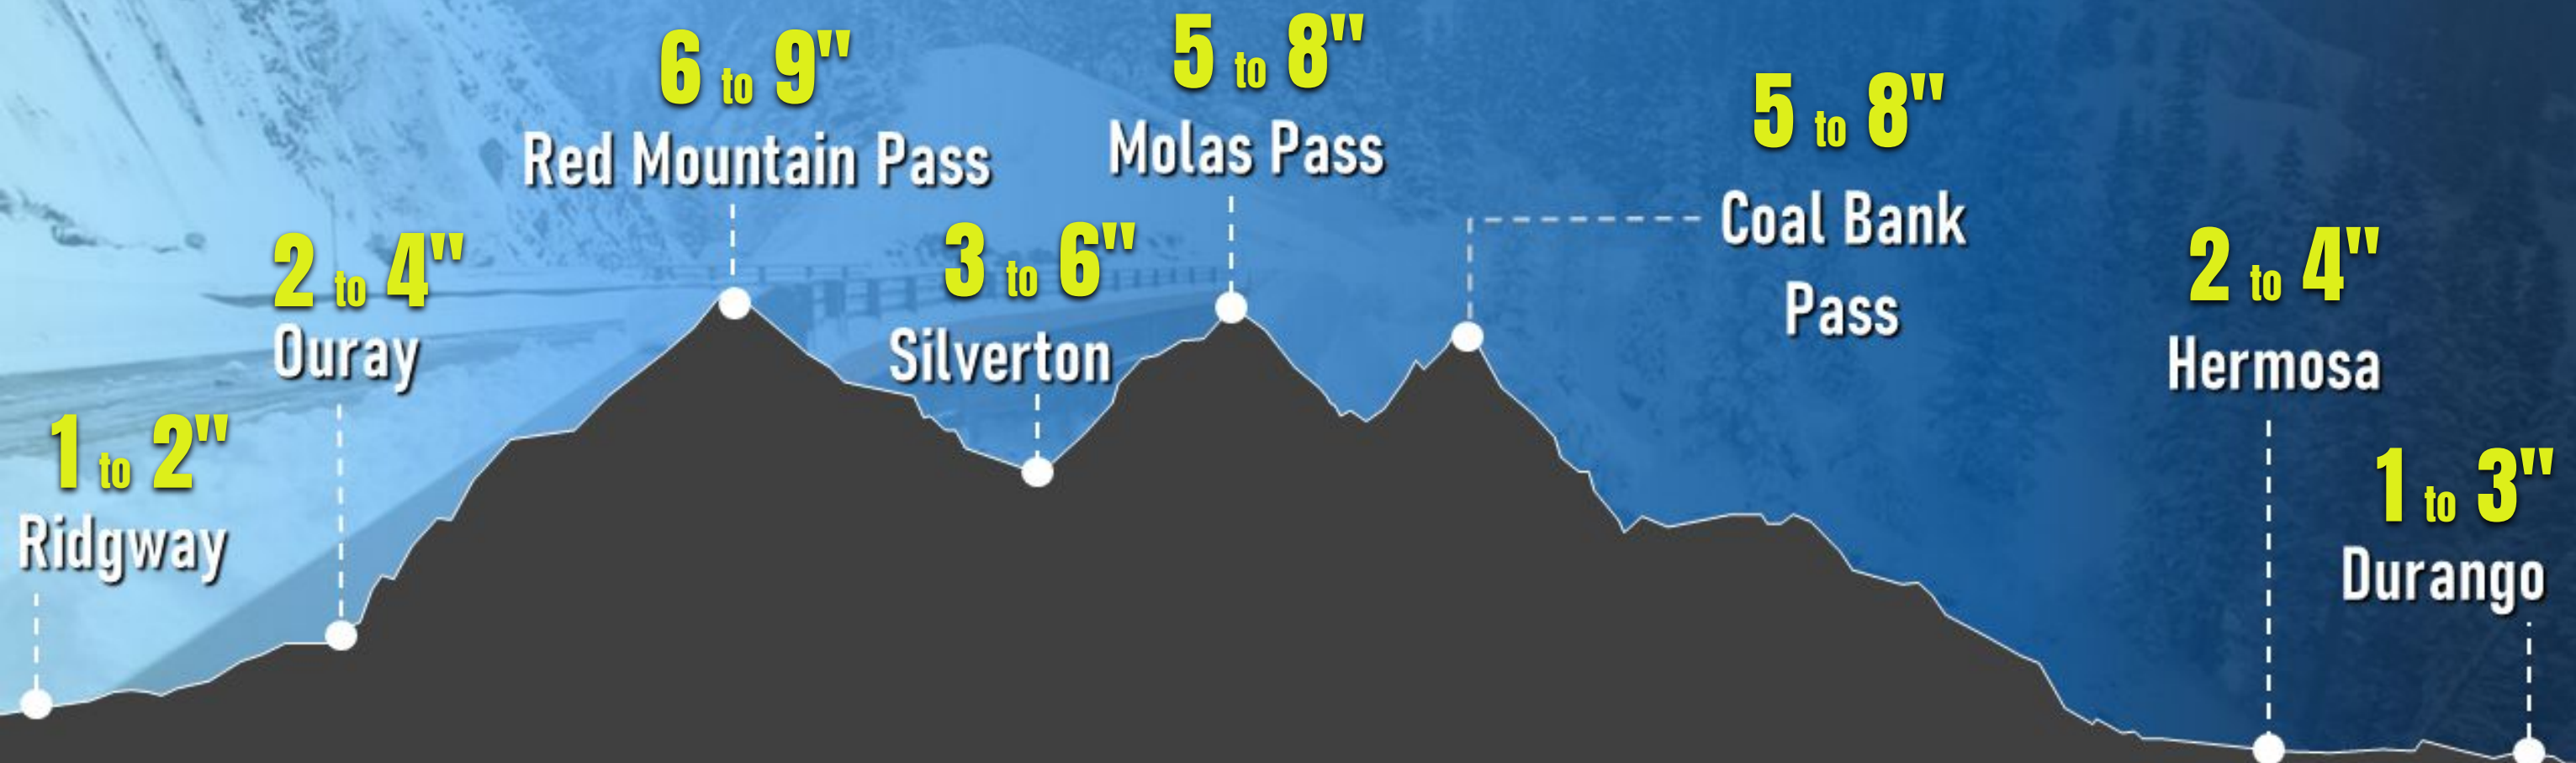 1 to 2"
Ridgway
2 to 4"
Ouray
6 to 9"
Red Mountain Pass
3 to 6"
Silverton
5 to 8"
Molas Pass
5 to 8"
Coal Bank
Pass
2 to 4"
Hermosa
1 to 3"
Durango